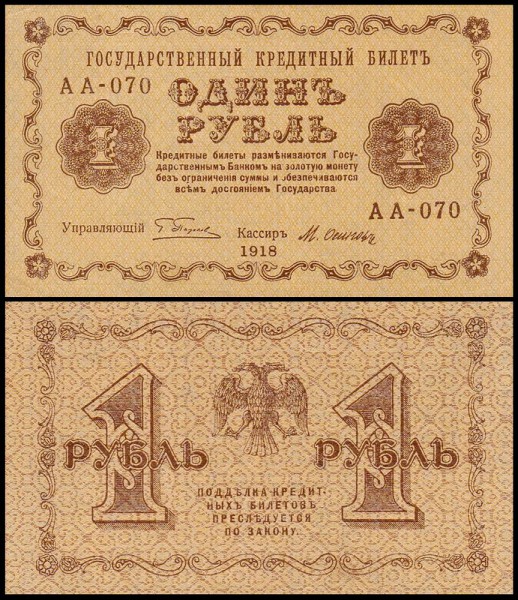 ГОСУДАРСТВЕННЫЙ КРЕДИТНЫЙ БИЛЕТЪ
АА-070
ОДИНЪ
РУБЛЬ
1
1
Кредитные билеты размѣниваются Госу-
дарственнымъ Банкомъ на золотую монету
безъ ограниченія суммы и обезпечиваются
всѣмъ достояніемъ Государства
АА-070
Управляющій
Кассиръ
1918
1 РУБЛЬ
1 РУБЛЬ
ПОДДѢЛКА КРЕДИТ-
НЫХЪ БИЛЕТОВЪ
ПРЕСЛѢДУЕТСЯ
ПО ЗАКОНУ.